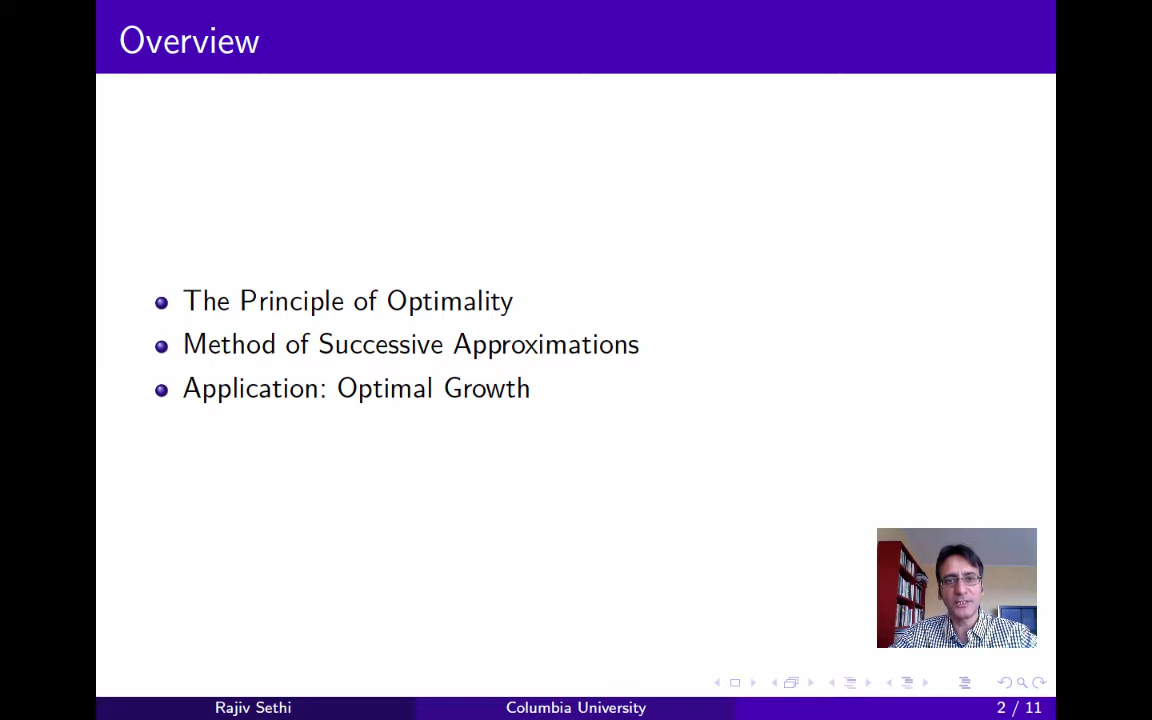 Overview
The Principle of Optimality
Method of Successive Approximations
Application: Optimal Growth
Rajiv Sethi
Columbia University
2 / 11